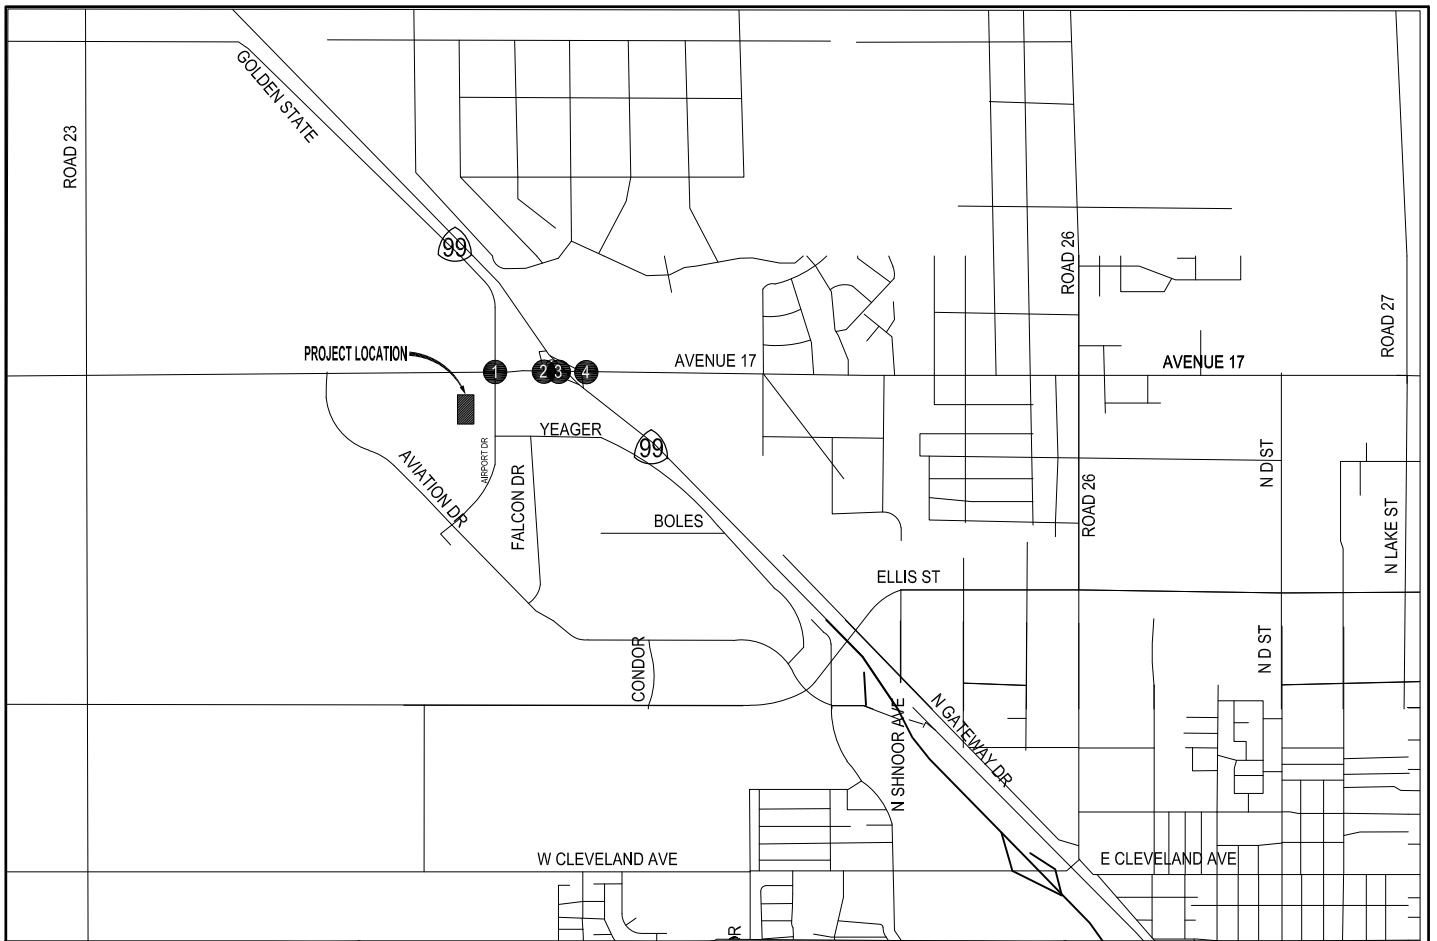 GOLDEN STATE
ROAD 23
99
ROAD 26
ROAD 27
PROJECT LOCATION
1
2
3
4
AVENUE 17
AVENUE 17
YEAGER
99
AIRPORT DR
AVIATION DR
FALCON DR
BOLES
N D ST
ROAD 26
N LAKE ST
ELLIS ST
N D ST
CONDOR
N SHNOOR AVE
N GATEWAY DR
W CLEVELAND AVE
E CLEVELAND AVE
R